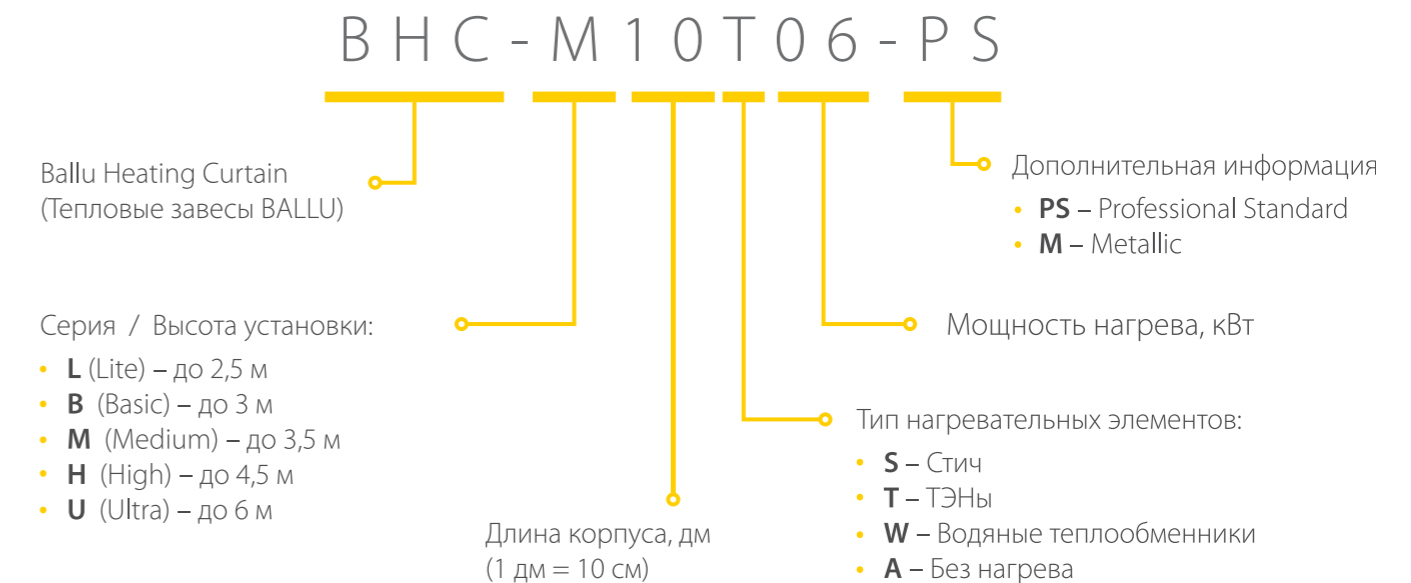 BHC-M10T06-PS
Ballu Heating Curtain
(Тепловые завесы BALLU)
Дополнительная информация
• PS – Professional Standard
• M – Metallic
Серия / Высота установки:
• L (Lite) – до 2,5 м
• B (Basic) – до 3 м
• M (Medium) – до 3,5 м
• H (High) – до 4,5 м
• U (Ultra) – до 6 м
Мощность нагрева, кВт
Тип нагревательных элементов:
• S – Стич
• T – ТЭНы
• W – Водяные теплообменники
• A – Без нагрева
Длина корпуса, дм
(1 дм = 10 см)